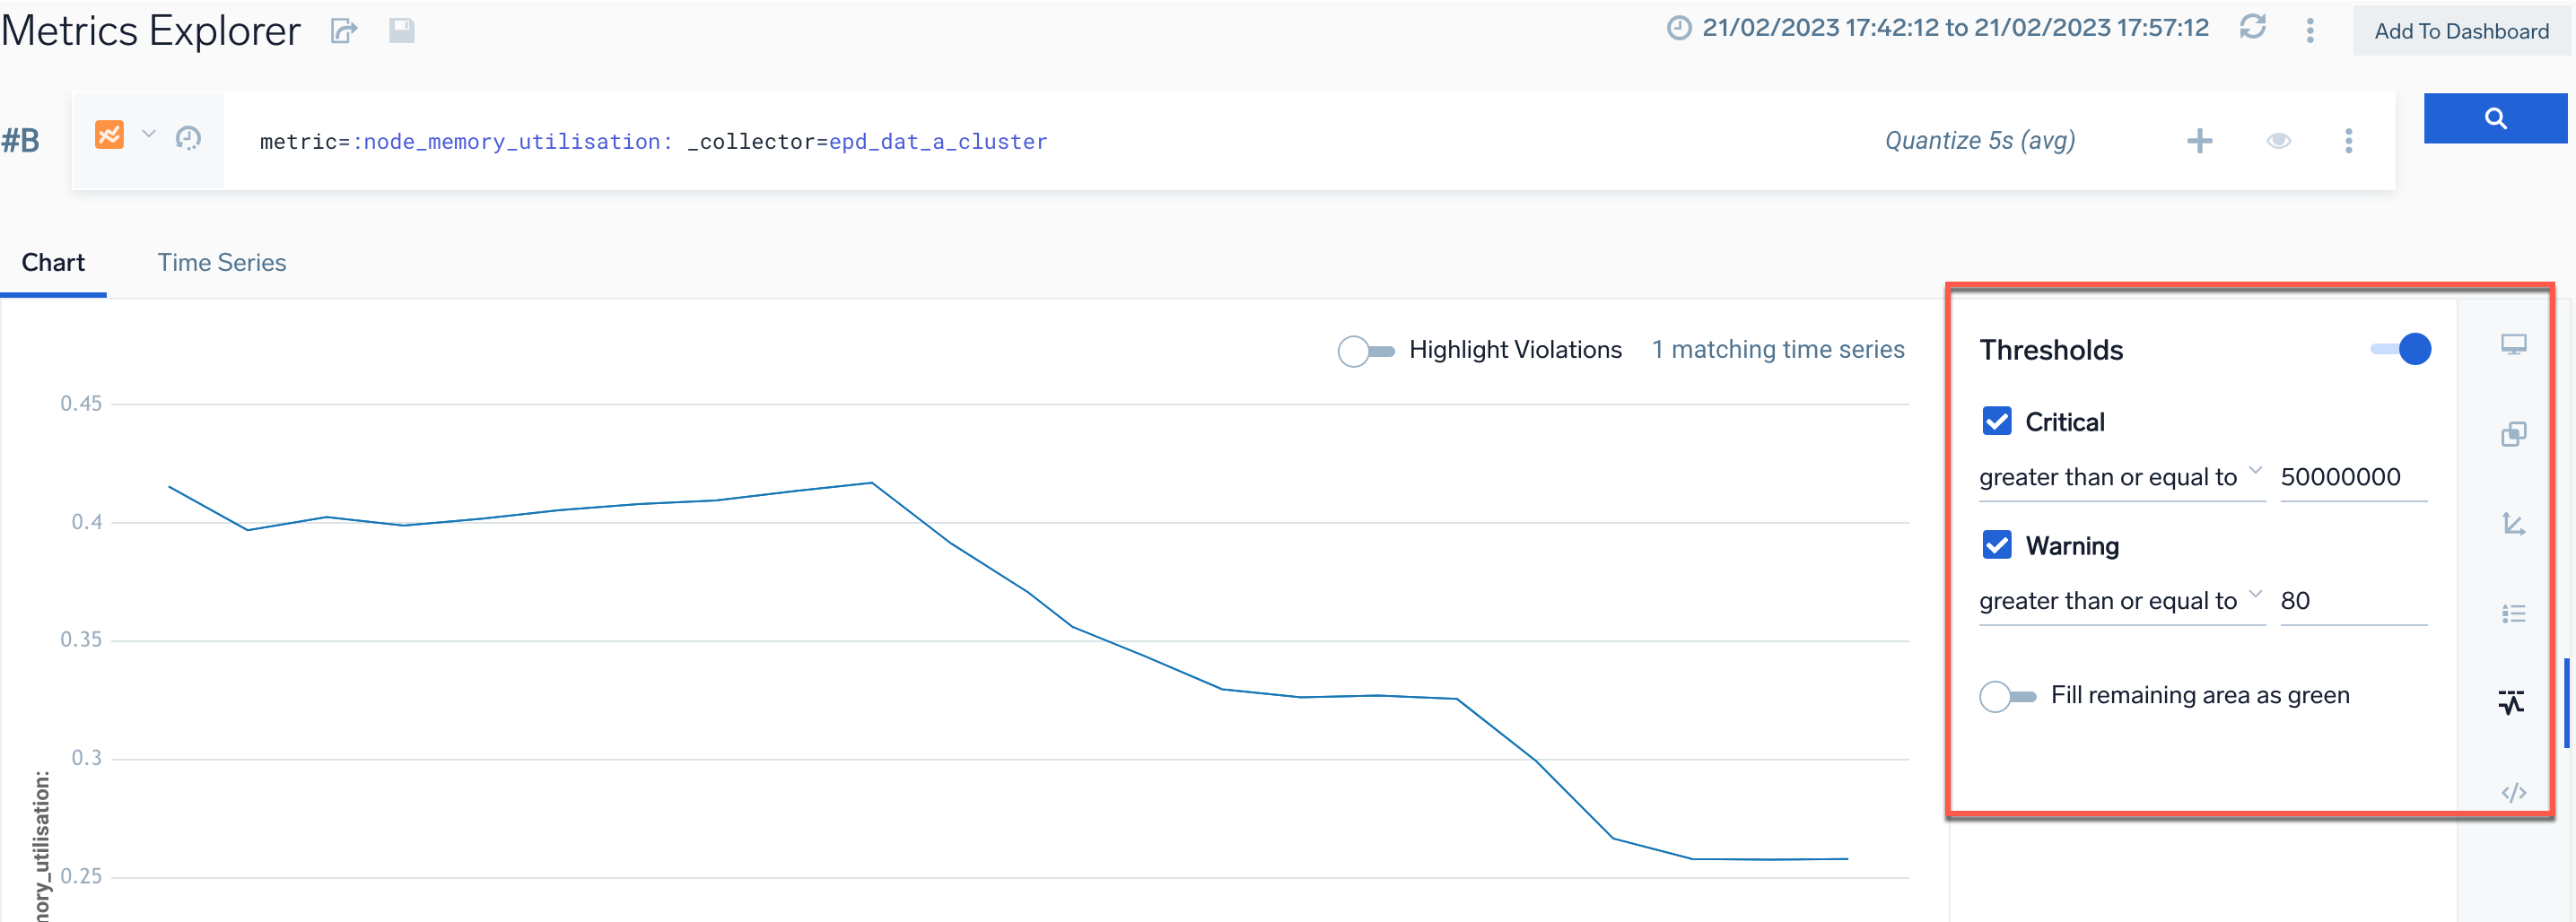 Metrics Explorer
21/02/2023 17:42:12 to 21/02/2023 17:57:12
Add To Dashboard
#B
metric=:node_memory_utilisation: _collector=epd_dat_a_cluster
Quantize 5s (avg)
Chart
Time Series
Highlight Violations
1 matching time series
Thresholds
Critical
greater than or equal to 50000000
Warning
greater than or equal to 80
Fill remaining area as green
0.45
0.4
0.35
0.3
0.25
mory_utilisation: